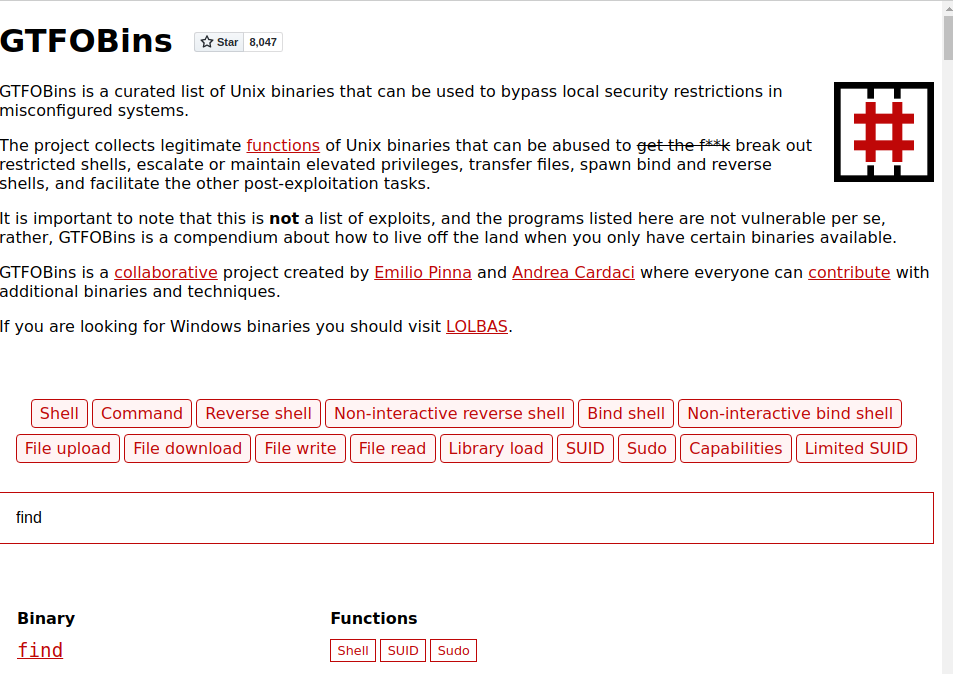 GTFOBins Star 8,047
GTFOBins is a curated list of Unix binaries that can be used to bypass local security restrictions in
misconfigured systems.
The project collects legitimate functions of Unix binaries that can be abused to get the f**k break out
restricted shells, escalate or maintain elevated privileges, transfer files, spawn bind and reverse
shells, and facilitate the other post-exploitation tasks.
It is important to note that this is not a list of exploits, and the programs listed here are not vulnerable per se,
rather, GTFOBins is a compendium about how to live off the land when you only have certain binaries available.
GTFOBins is a collaborative project created by Emilio Pinna and Andrea Cardaci where everyone can contribute with
additional binaries and techniques.
If you are looking for Windows binaries you should visit LOLBAS.
Shell Command Reverse shell Non-interactive reverse shell Bind shell Non-interactive bind shell
File upload File download File write File read Library load SUID Sudo Capabilities Limited SUID
find
Binary Functions
find Shell SUID Sudo